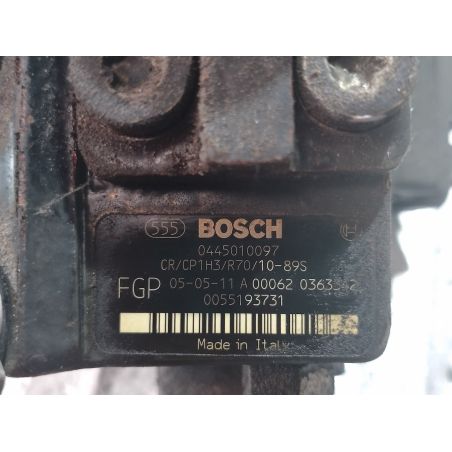 555 BOSCH
0445010097
CR/CP1H3/R70/10-89S
FGP 05-05-11 A 00062
0055193731
Made in Italy